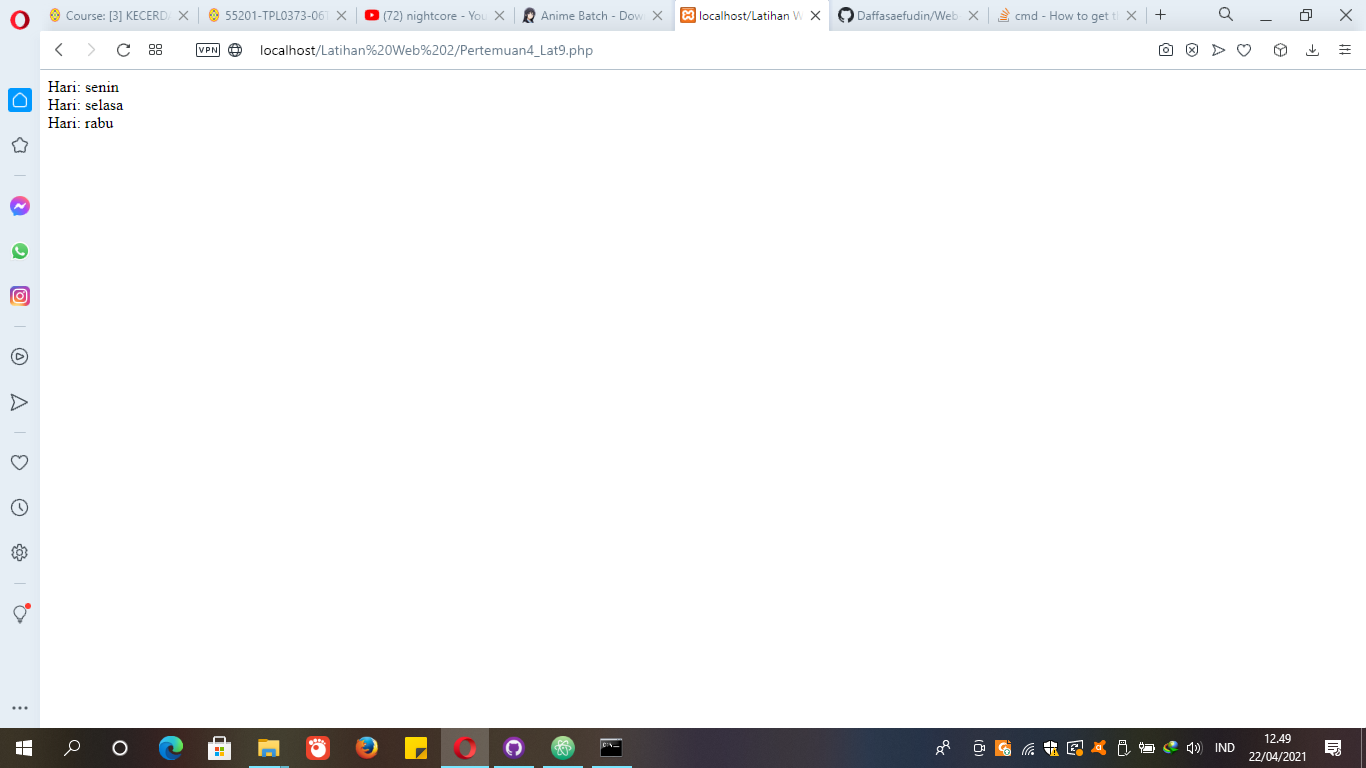 Course: [3] KECERD
55201-TPL0373-06T
(72) nightcore - You
Anime Batch - Dow
localhost/Latihan W
Daffasaefudin/Web
cmd - How to get t
VPN
localhost/Latihan%20Web%202/Pertemuan4_Lat9.php
Hari: senin
Hari: selasa
Hari: rabu
IND
12.49
22/04/2021